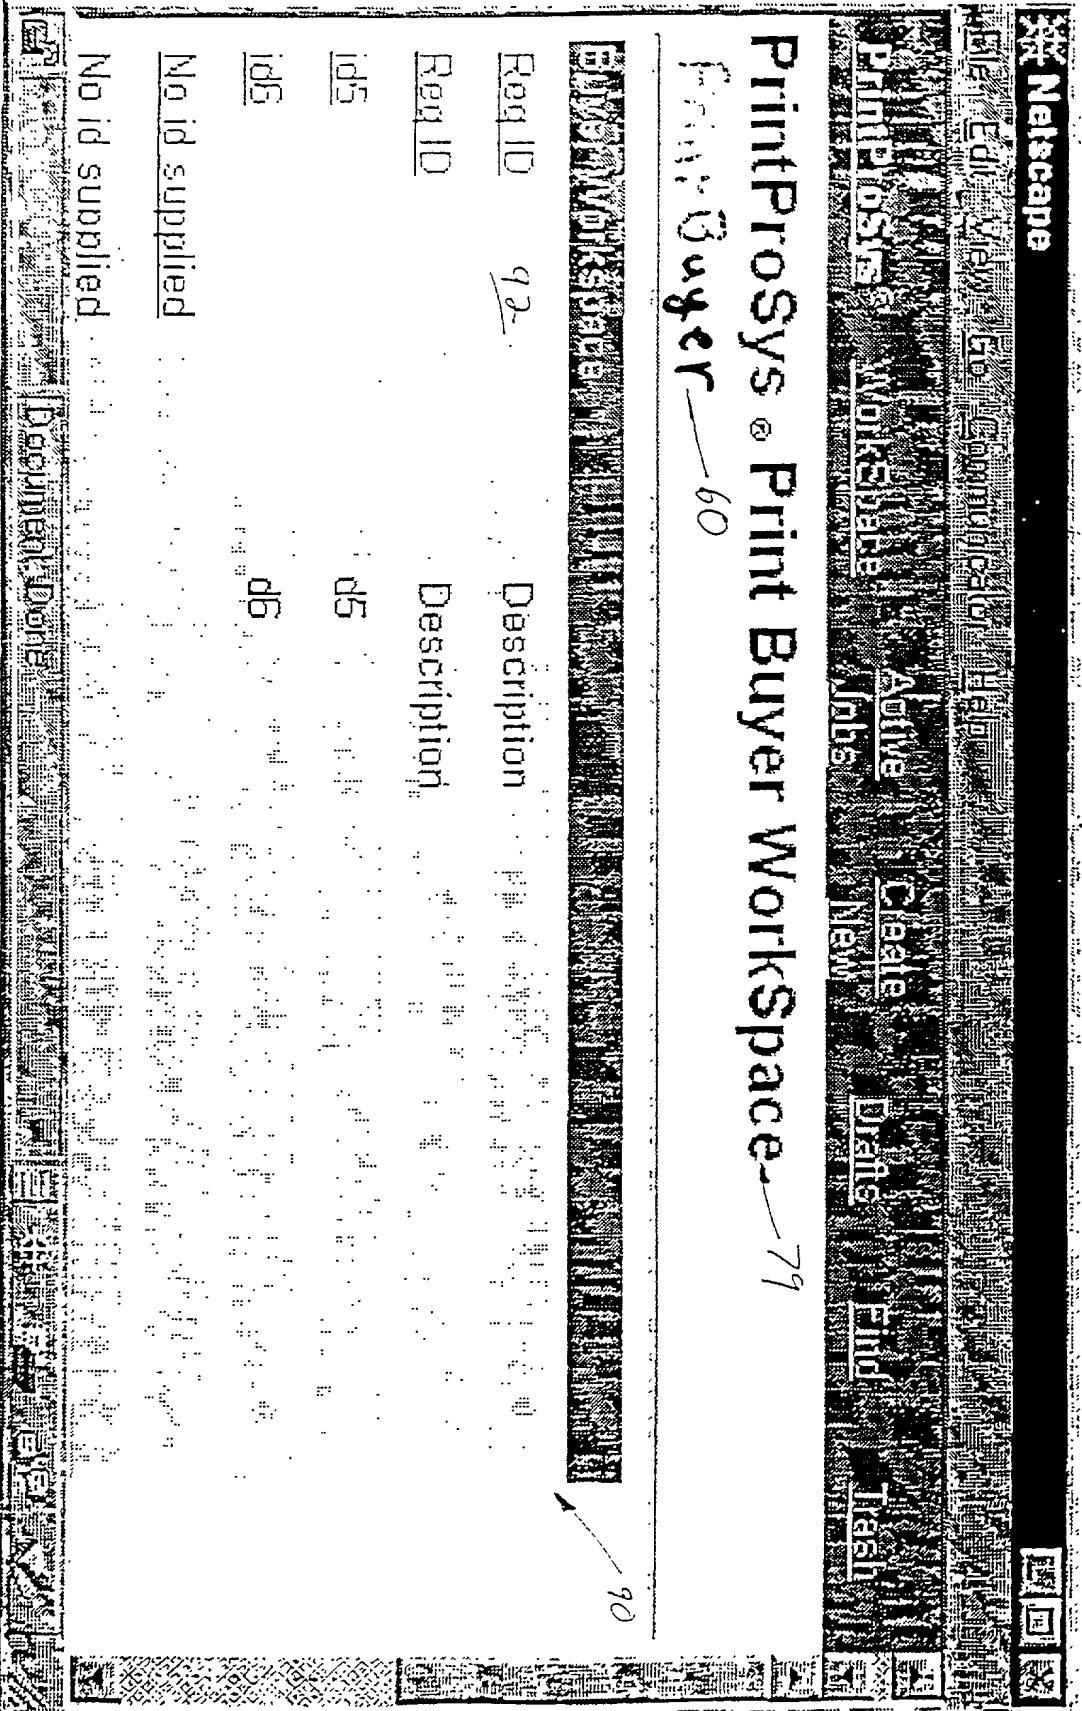 Netscape
File Edit View Go Communicator Help
PrintProSys® WorkSpace Active Jobs Create New Drafts Find Trash
PrintProSys® Print Buyer WorkSpace 79
Print Buyer 60
Buyer Workspace 90
Req ID 92 Description
Req ID Description
id5 d5
id6 d6
No id supplied
No id supplied
Document Done